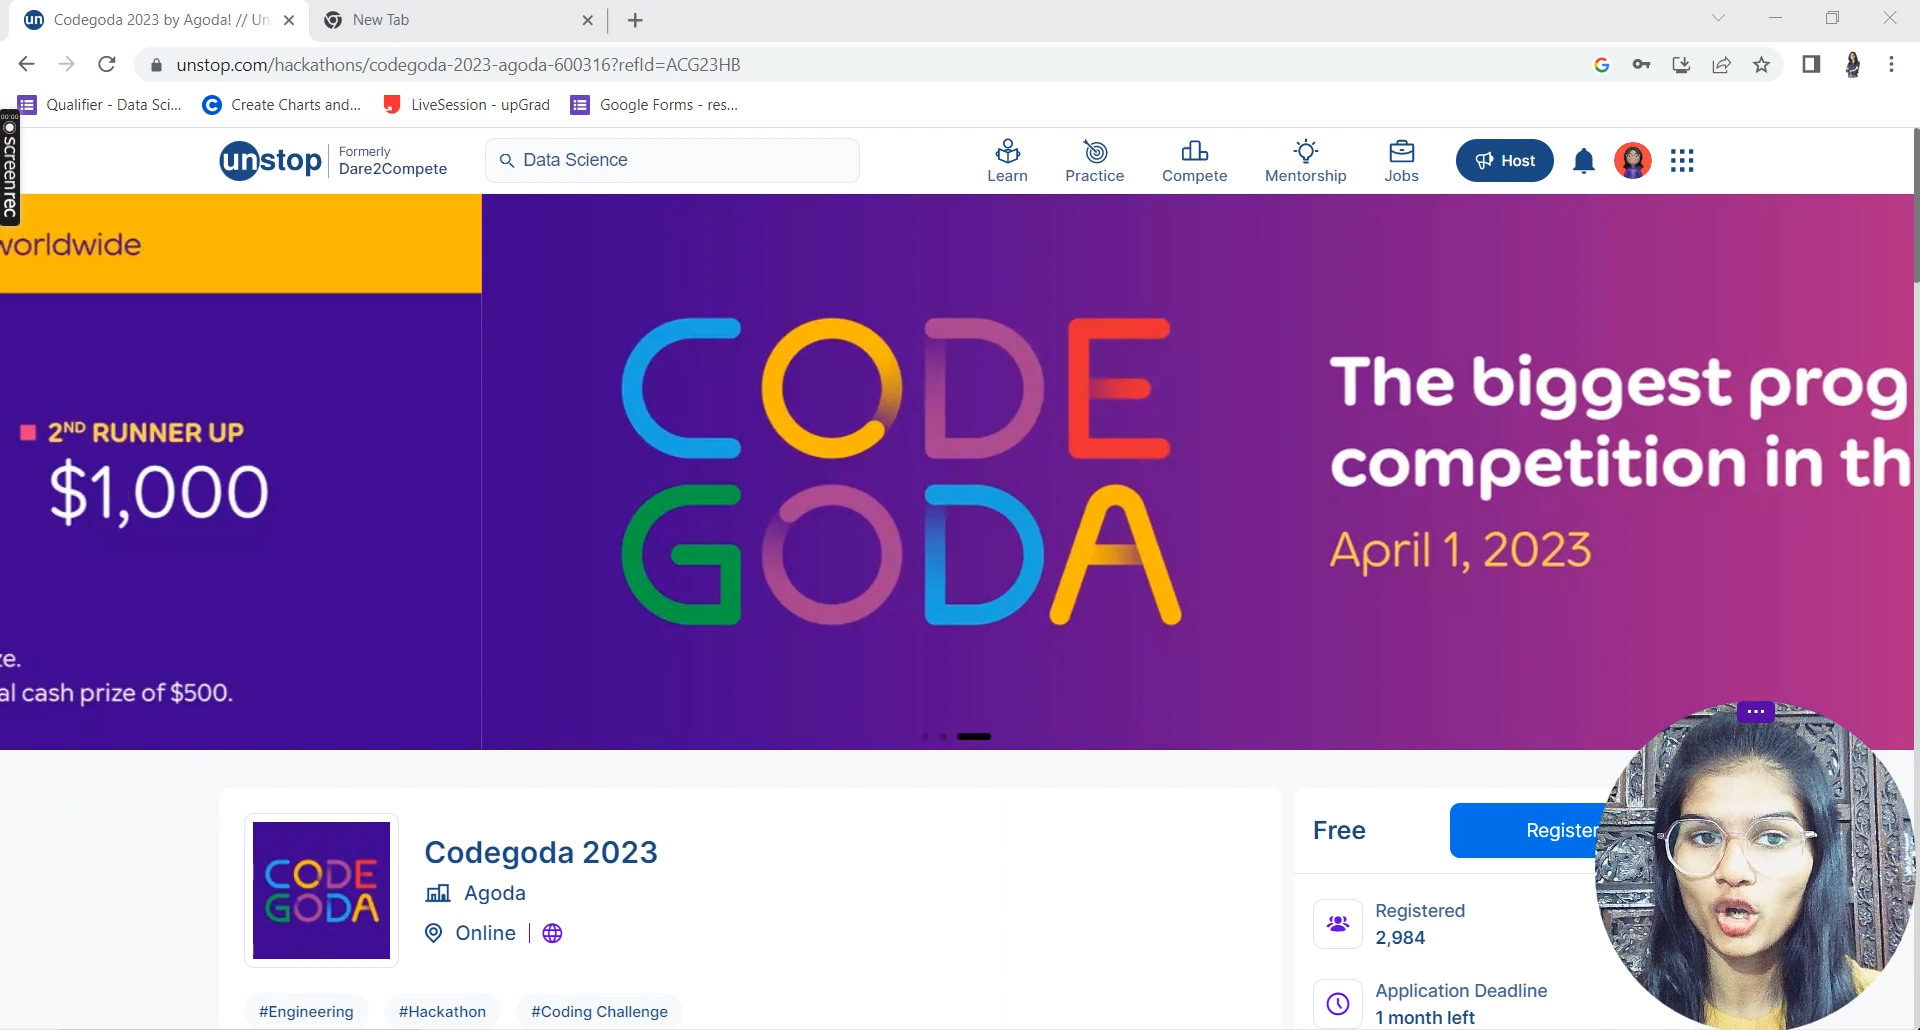 Codegoda 2023 by Agoda! // Un
New Tab
unstop.com/hackathons/codegoda-2023-agoda-600316?refId=ACG23HB
Qualifier - Data Sci...
Create Charts and...
LiveSession - upGrad
Google Forms - res...
00:00
screenrec
unstop
Formerly
Dare2Compete
Data Science
Learn
Practice
Compete
Mentorship
Jobs
Host
worldwide
2ND RUNNER UP
$1,000
ze.
al cash prize of $500.
CODE
GODA
The biggest prog
competition in th
April 1, 2023
CODE
GODA
Codegoda 2023
Agoda
Online
#Engineering
#Hackathon
#Coding Challenge
Free
Register
Registered
2,984
Application Deadline
1 month left